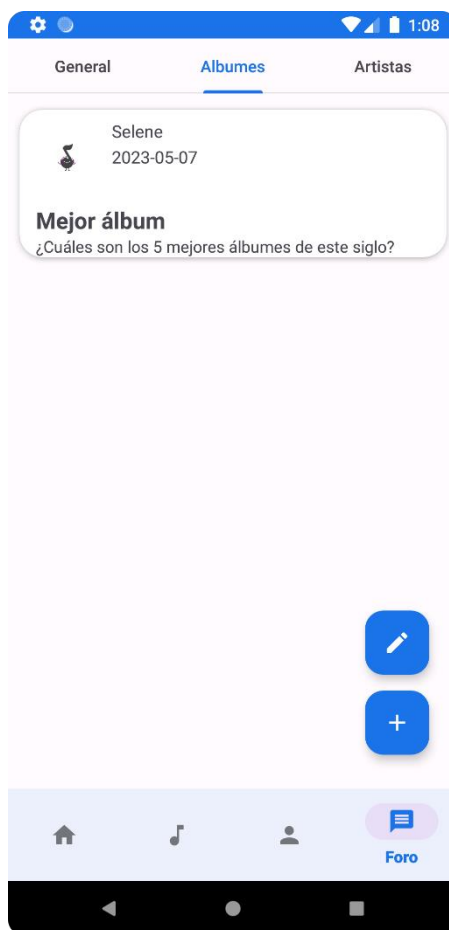 1:08
General Albumes Artistas
Selene
2023-05-07
Mejor álbum
¿Cuáles son los 5 mejores álbumes de este siglo?
Foro